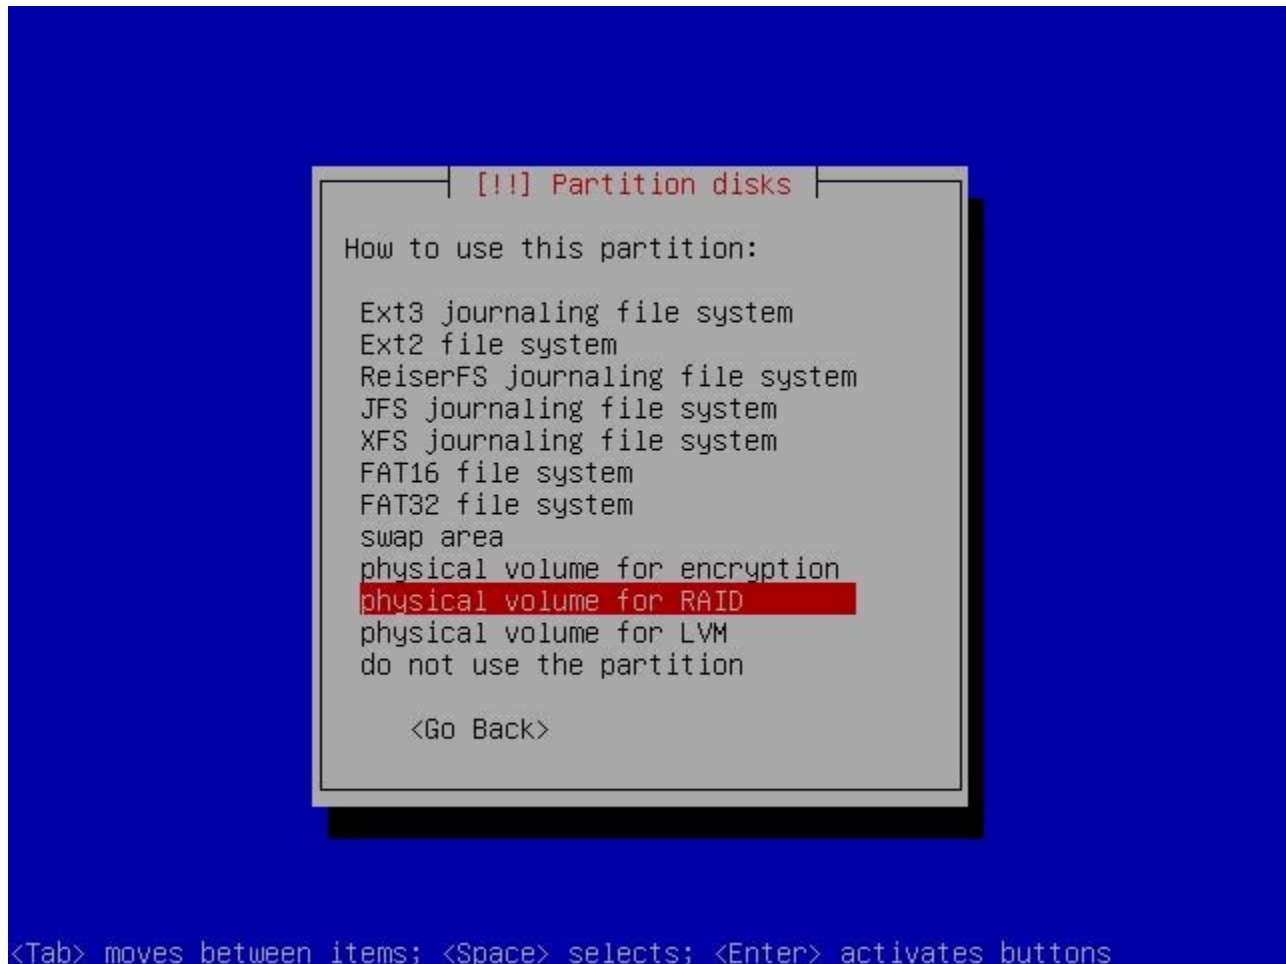 [!!] Partition disks
How to use this partition:
Ext3 journaling file system
Ext2 file system
ReiserFS journaling file system
JFS journaling file system
XFS journaling file system
FAT16 file system
FAT32 file system
swap area
physical volume for encryption
physical volume for RAID
physical volume for LVM
do not use the partition
<Go Back>
<Tab> moves between items; <Space> selects; <Enter> activates buttons